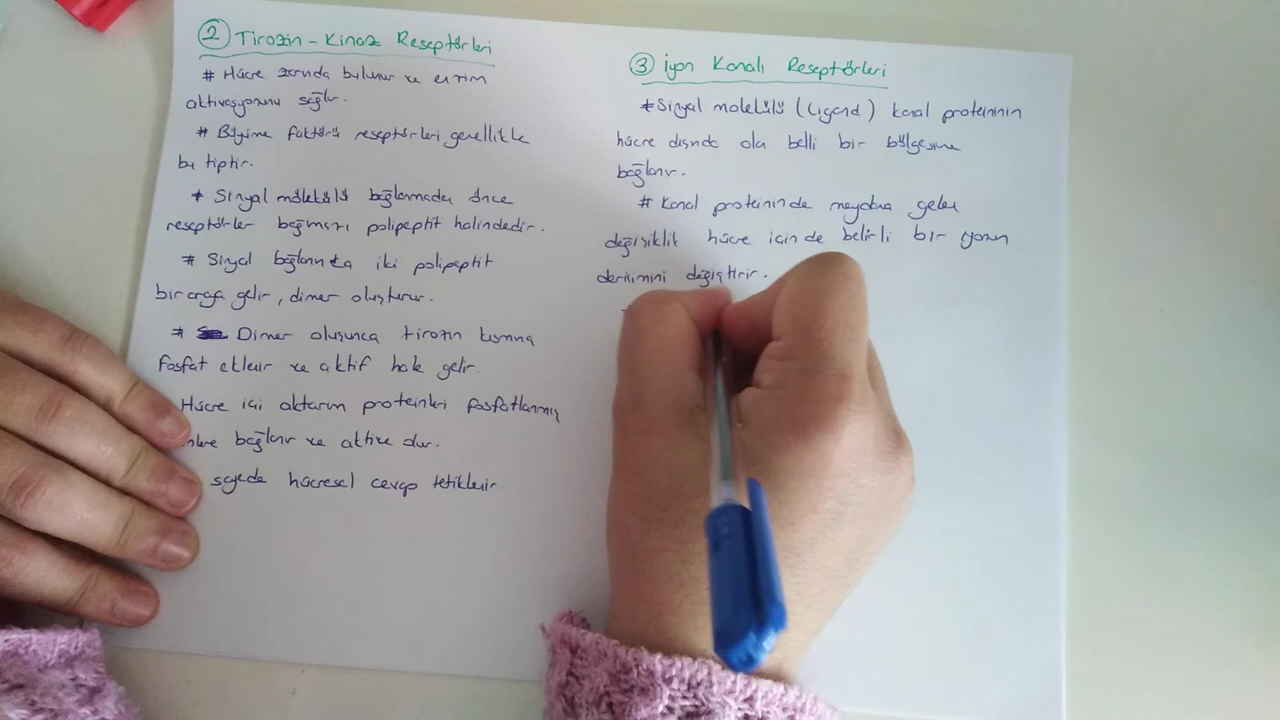 2 Tirozin-Kinaz Reseptörleri
# Hücre zarında bulunur ve enzim
aktivasyonunu sağlar.
# Büyüme faktörü reseptörleri genellikle
bu tiptir.
# Sinyal mölekülü bağlanmadan önce
reseptörler bağımsız polipeptit halindedir.
# Sinyal bağlanınca iki polipeptit
bir araya gelir, dimer oluşturur.
# Dimer oluşunca tirozin kısmına
fosfat eklenir ve aktif hale gelir.
Hücre içi aktarım proteinleri fosfatlanmış
bağlanır ve aktive olur.
sayede hücresel cevap tetiklenir.
3 İyon Kanalı Reseptörleri
# Sinyal molekülü (Ligand) kanal proteininin
hücre dışında olan belli bir bölgesine
bağlanır.
# Kanal proteininde meydana gelen
değişiklik hücre içinde belirli bir iyonun
derişimini değiştirir.